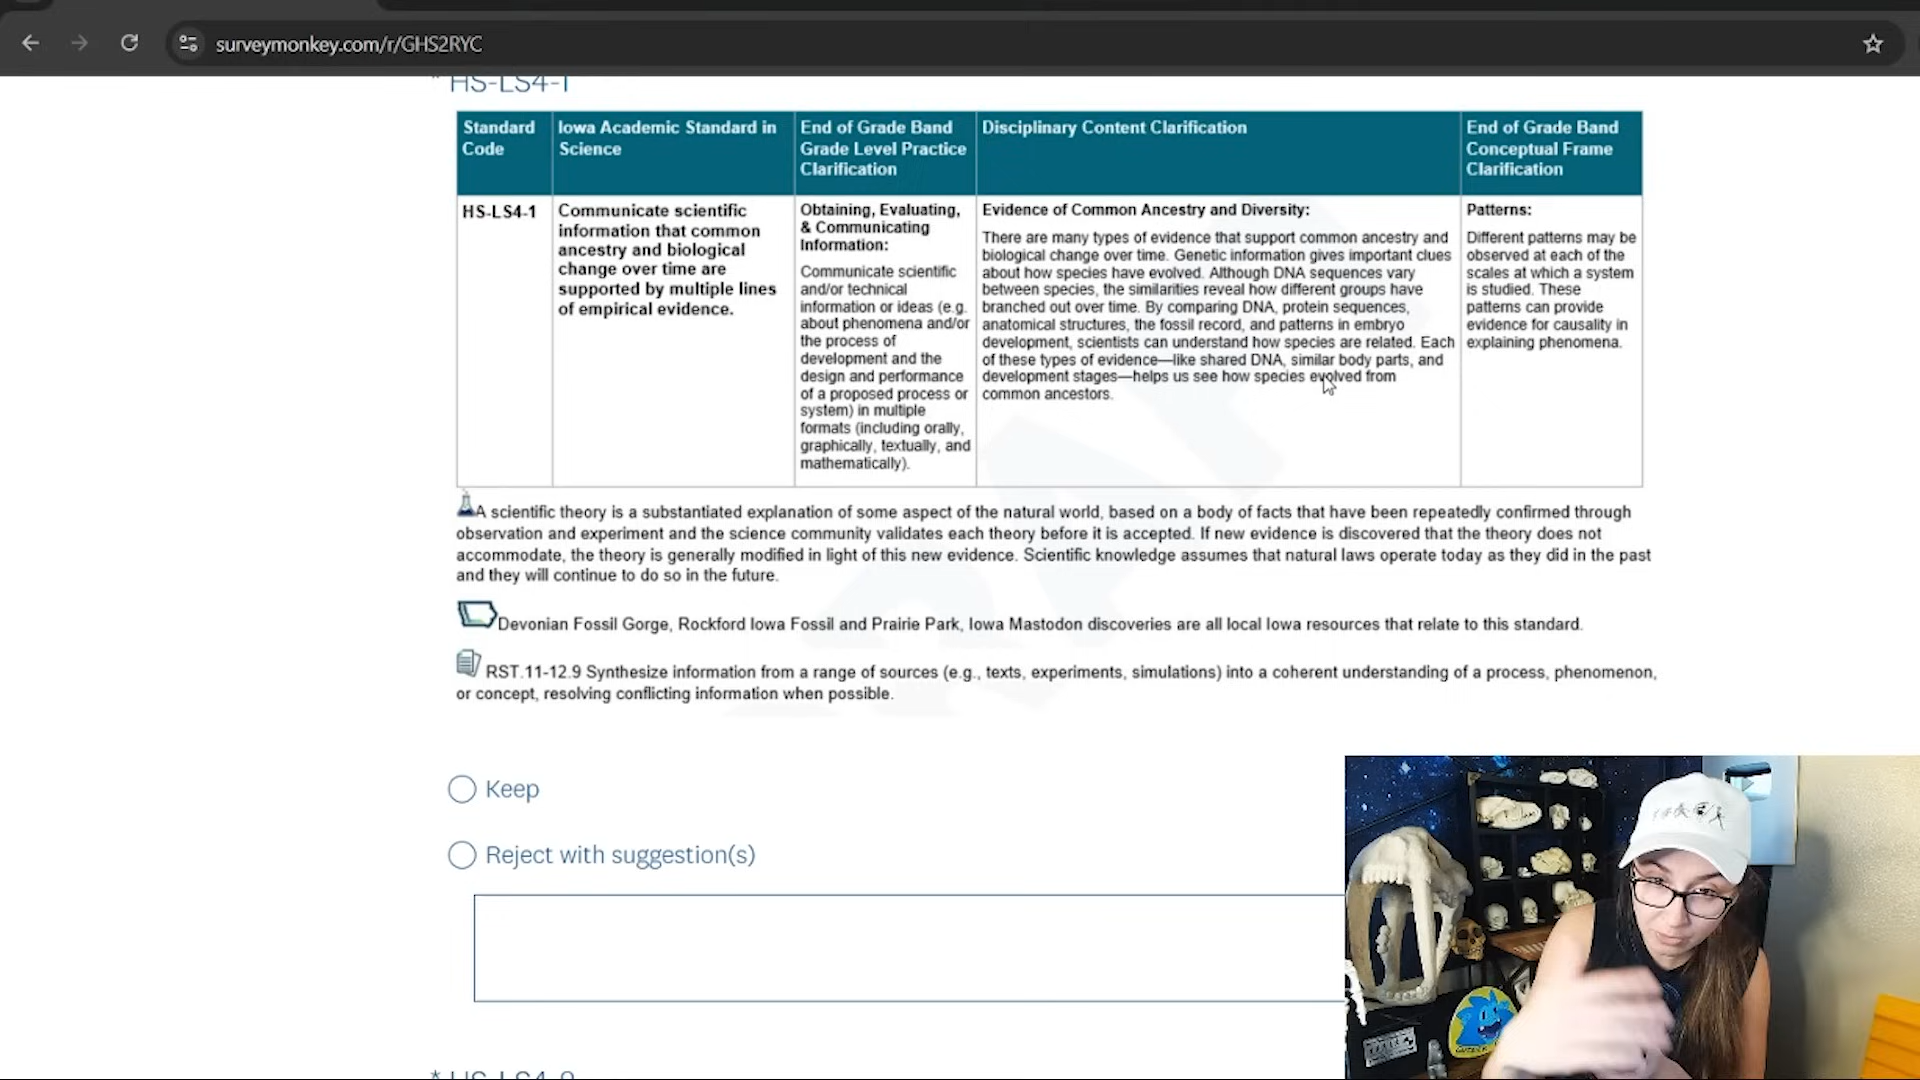 surveymonkey.com/r/GHS2RYC
* HS-LS4-1
Standard Code
Iowa Academic Standard in Science
End of Grade Band Grade Level Practice Clarification
Disciplinary Content Clarification
End of Grade Band Conceptual Frame Clarification
HS-LS4-1
Communicate scientific
information that common
ancestry and biological
change over time are
supported by multiple lines
of empirical evidence.
Obtaining, Evaluating,
& Communicating
Information:
Communicate scientific
and/or technical
information or ideas (e.g.
about phenomena and/or
the process of
development and the
design and performance
of a proposed process or
system) in multiple
formats (including orally,
graphically, textually, and
mathematically).
Evidence of Common Ancestry and Diversity:
There are many types of evidence that support common ancestry and
biological change over time. Genetic information gives important clues
about how species have evolved. Although DNA sequences vary
between species, the similarities reveal how different groups have
branched out over time. By comparing DNA, protein sequences,
anatomical structures, the fossil record, and patterns in embryo
development, scientists can understand how species are related. Each
of these types of evidence—like shared DNA, similar body parts, and
development stages—helps us see how species evolved from
common ancestors.
Patterns:
Different patterns may be
observed at each of the
scales at which a system
is studied. These
patterns can provide
evidence for causality in
explaining phenomena.
A scientific theory is a substantiated explanation of some aspect of the natural world, based on a body of facts that have been repeatedly confirmed through
observation and experiment and the science community validates each theory before it is accepted. If new evidence is discovered that the theory does not
accommodate, the theory is generally modified in light of this new evidence. Scientific knowledge assumes that natural laws operate today as they did in the past
and they will continue to do so in the future.
Devonian Fossil Gorge, Rockford Iowa Fossil and Prairie Park, Iowa Mastodon discoveries are all local Iowa resources that relate to this standard.
RST.11-12.9 Synthesize information from a range of sources (e.g., texts, experiments, simulations) into a coherent understanding of a process, phenomenon,
or concept, resolving conflicting information when possible.
Keep
Reject with suggestion(s)